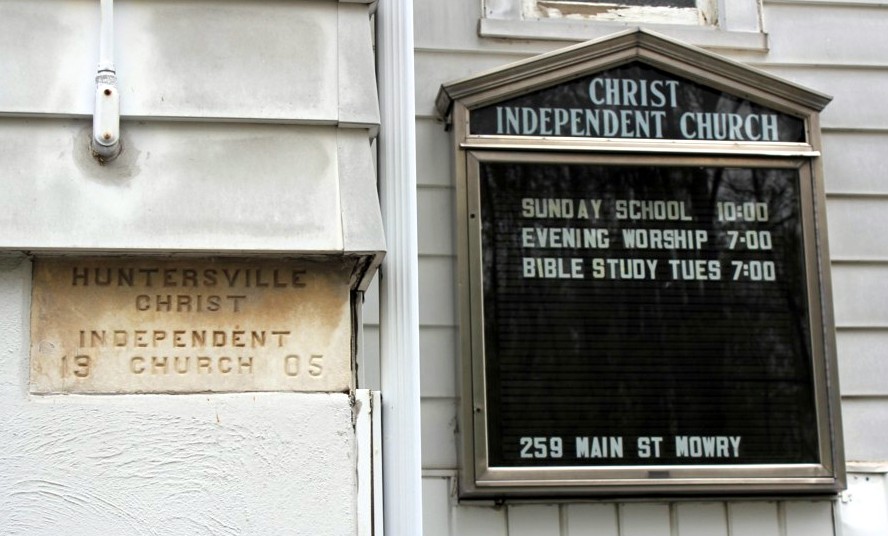 HUNTERSVILLE
CHRIST
INDEPENDENT
13 CHURCH 05
CHRIST
INDEPENDENT CHURCH
SUNDAY SCHOOL 10:00
EVENING WORSHIP 7:00
BIBLE STUDY TUES 7:00
259 MAIN ST MOWRY